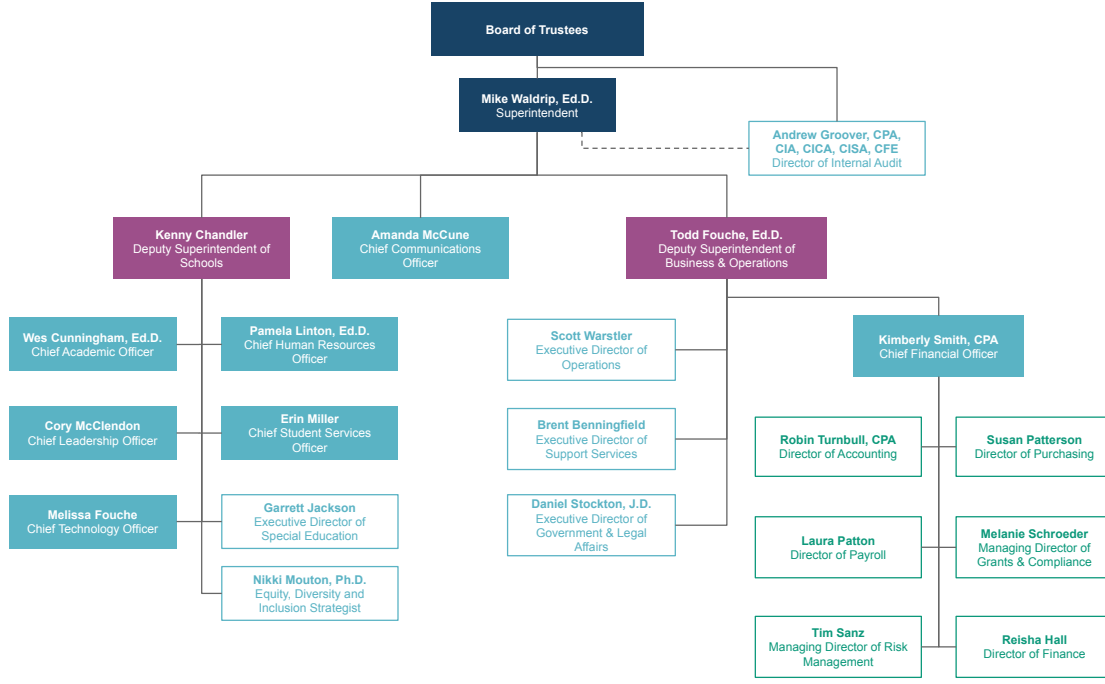 Board of Trustees
Mike Waldrip, Ed.D.
Superintendent
Andrew Groover, CPA,
CIA, CICA, CISA, CFE
Director of Internal Audit
Kenny Chandler
Deputy Superintendent of
Schools
Amanda McCune
Chief Communications
Officer
Todd Fouche, Ed.D.
Deputy Superintendent of
Business & Operations
Wes Cunningham, Ed.D.
Chief Academic Officer
Pamela Linton, Ed.D.
Chief Human Resources
Officer
Cory McClendon
Chief Leadership Officer
Erin Miller
Chief Student Services
Officer
Melissa Fouche
Chief Technology Officer
Garrett Jackson
Executive Director of
Special Education
Nikki Mouton, Ph.D.
Equity, Diversity and
Inclusion Strategist
Scott Warstler
Executive Director of
Operations
Brent Benningfield
Executive Director of
Support Services
Daniel Stockton, J.D.
Executive Director of
Government & Legal
Affairs
Kimberly Smith, CPA
Chief Financial Officer
Robin Turnbull, CPA
Director of Accounting
Susan Patterson
Director of Purchasing
Laura Patton
Director of Payroll
Melanie Schroeder
Managing Director of
Grants & Compliance
Tim Sanz
Managing Director of Risk
Management
Reisha Hall
Director of Finance